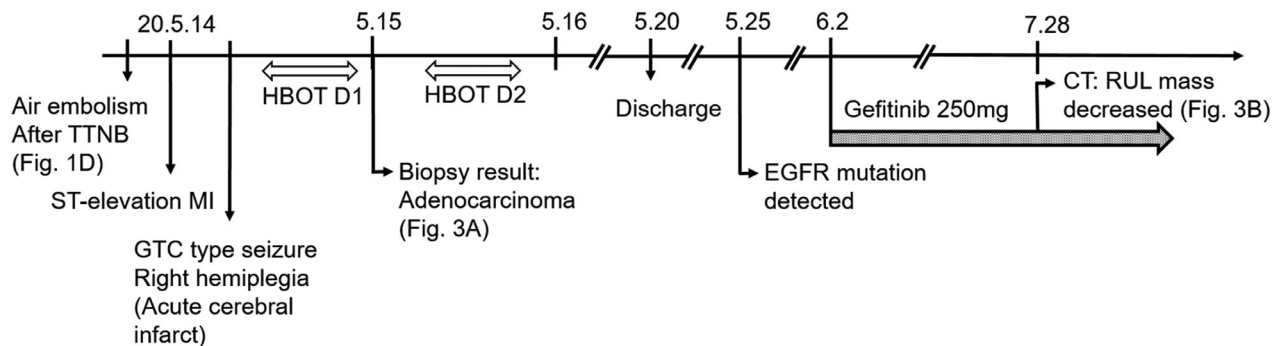 20.5.14
5.15
5.16
5.20
5.25
6.2
7.28
HBOT D1
HBOT D2
Air embolism
After TTNB
(Fig. 1D)
ST-elevation MI
GTC type seizure
Right hemiplegia
(Acute cerebral
infarct)
Biopsy result:
Adenocarcinoma
(Fig. 3A)
Discharge
EGFR mutation
detected
Gefitinib 250mg
CT: RUL mass
decreased (Fig. 3B)